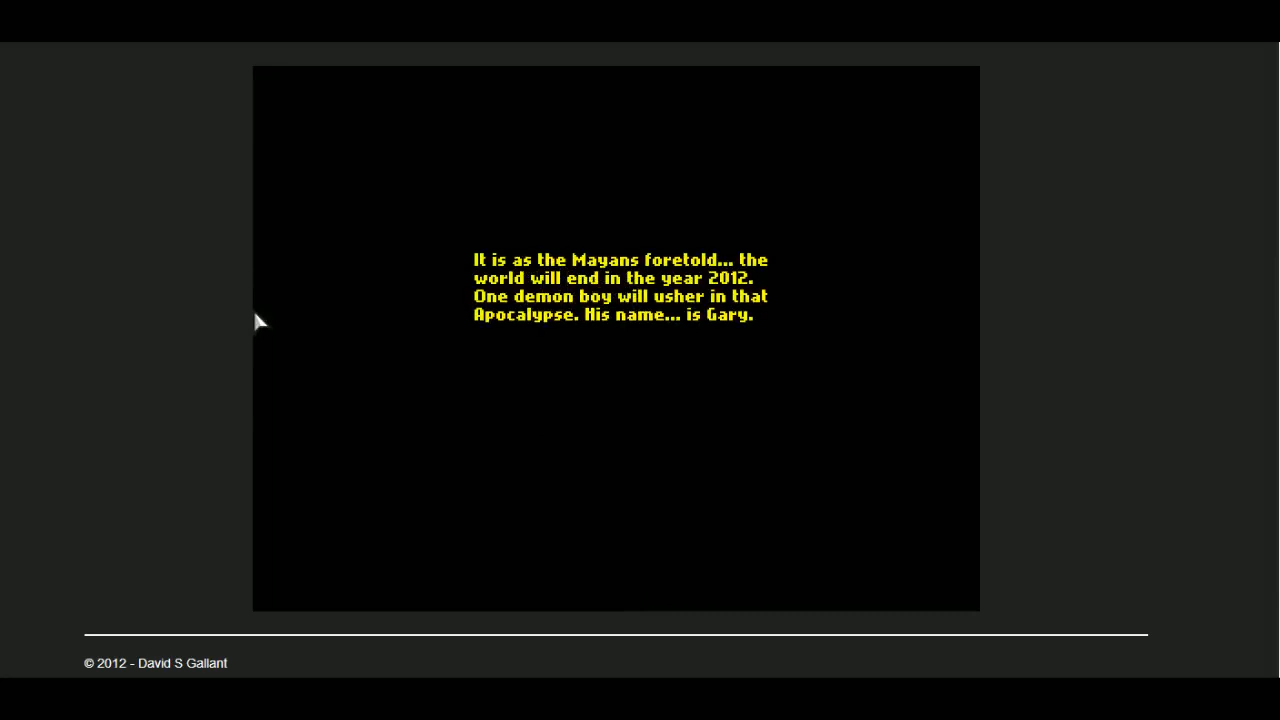 It is as the Mayans foretold... the
world will end in the year 2012.
One demon boy will usher in that
Apocalypse. His name... is Gary.
© 2012 - David S Gallant